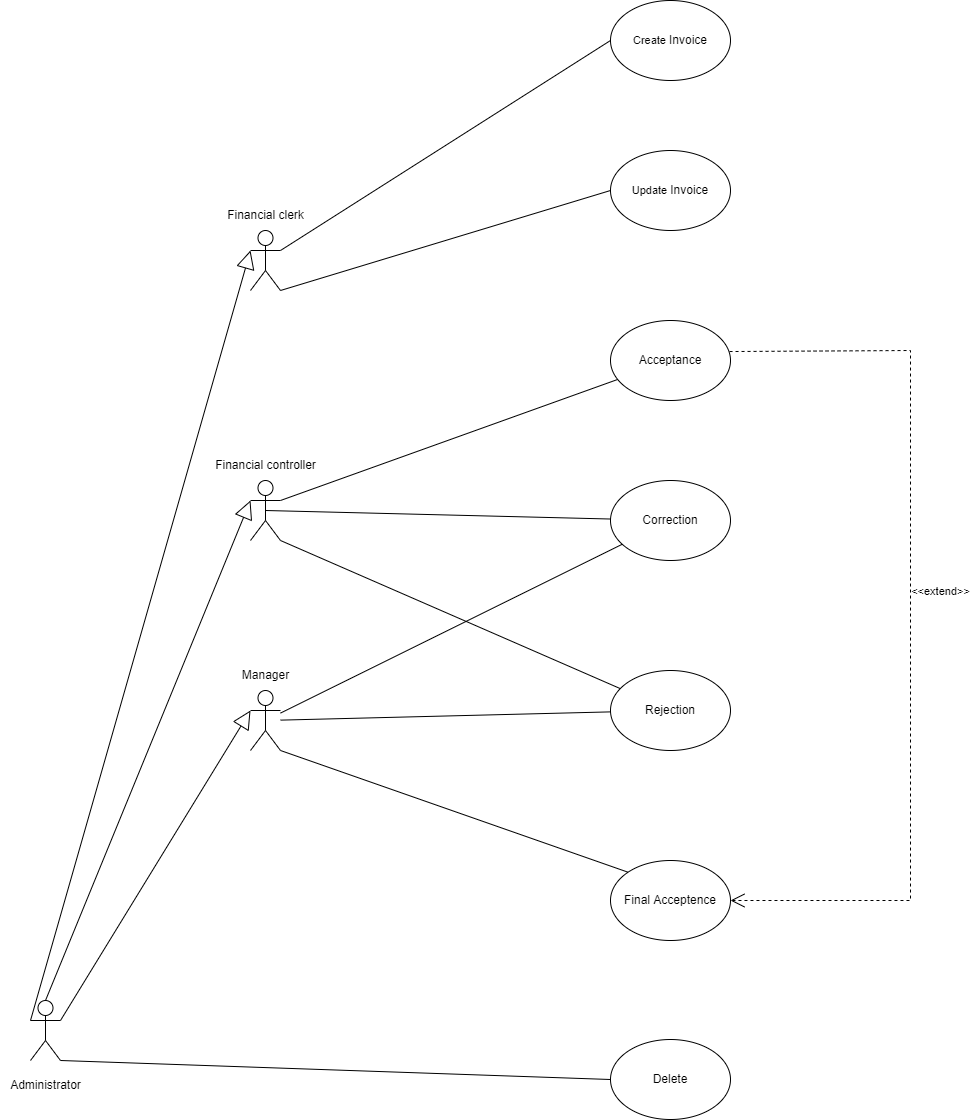 Create Invoice
Update Invoice
Financial clerk
Acceptance
Financial controller
Correction
<<extend>>
Manager
Rejection
Final Acceptence
Delete
Administrator